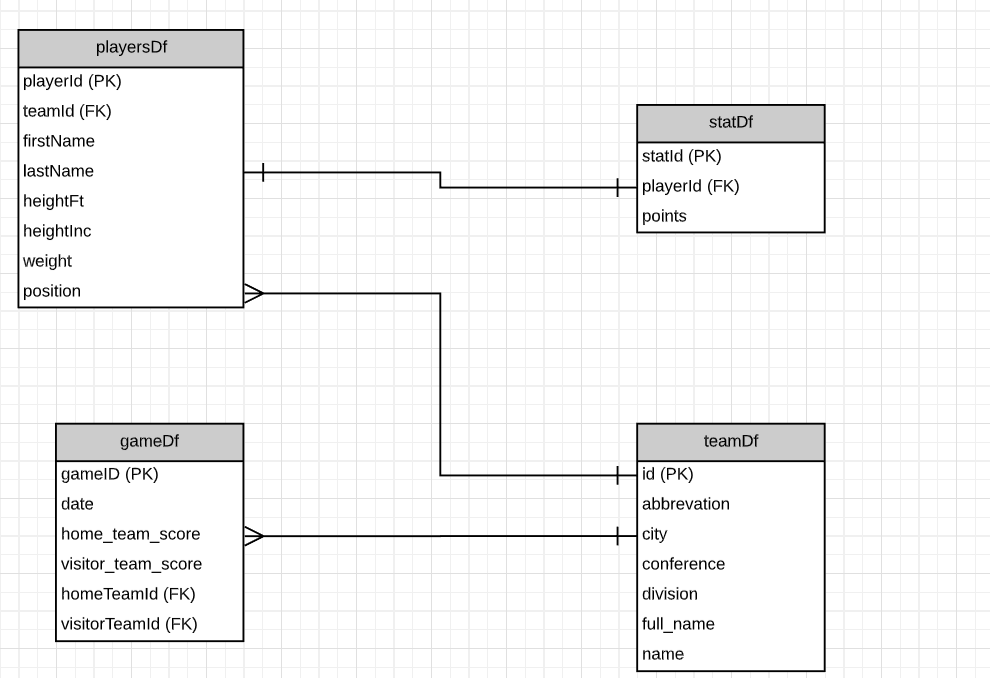 playersDf
playerId (PK)
teamId (FK)
firstName
lastName
heightFt
heightInc
weight
position
statDf
statId (PK)
playerId (FK)
points
gameDf
gameID (PK)
date
home_team_score
visitor_team_score
homeTeamId (FK)
visitorTeamId (FK)
teamDf
id (PK)
abbrevation
city
conference
division
full_name
name